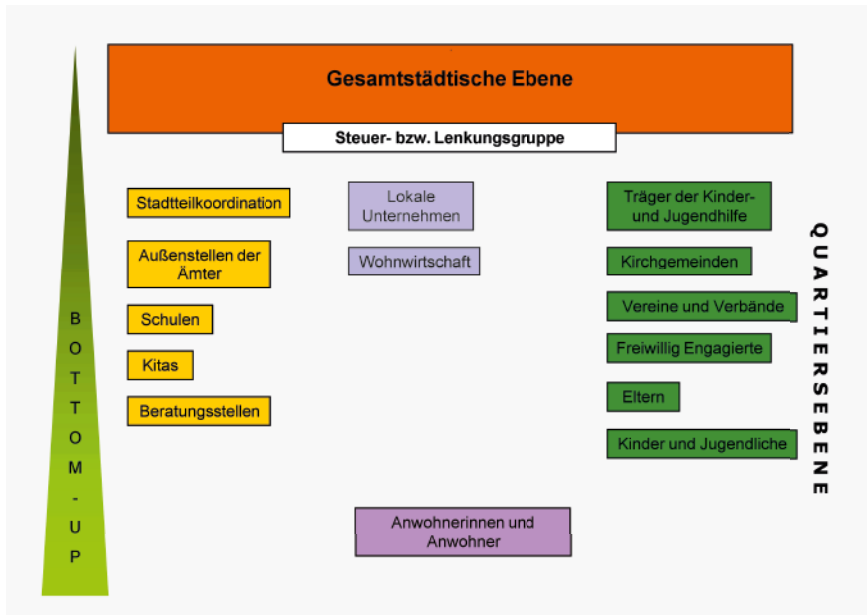 Gesamtstädtische Ebene
Steuer- bzw. Lenkungsgruppe
Stadtteilkoordination
Außenstellen der
Ämter
Schulen
Kitas
Beratungsstellen
Lokale
Unternehmen
Wohnwirtschaft
Träger der Kinder-
und Jugendhilfe
Kirchgemeinden
Vereine und Verbände
Freiwillig Engagierte
Eltern
Kinder und Jugendliche
Anwohnerinnen und
Anwohner
BOTTOM-UP
QUARTIERSEBENE